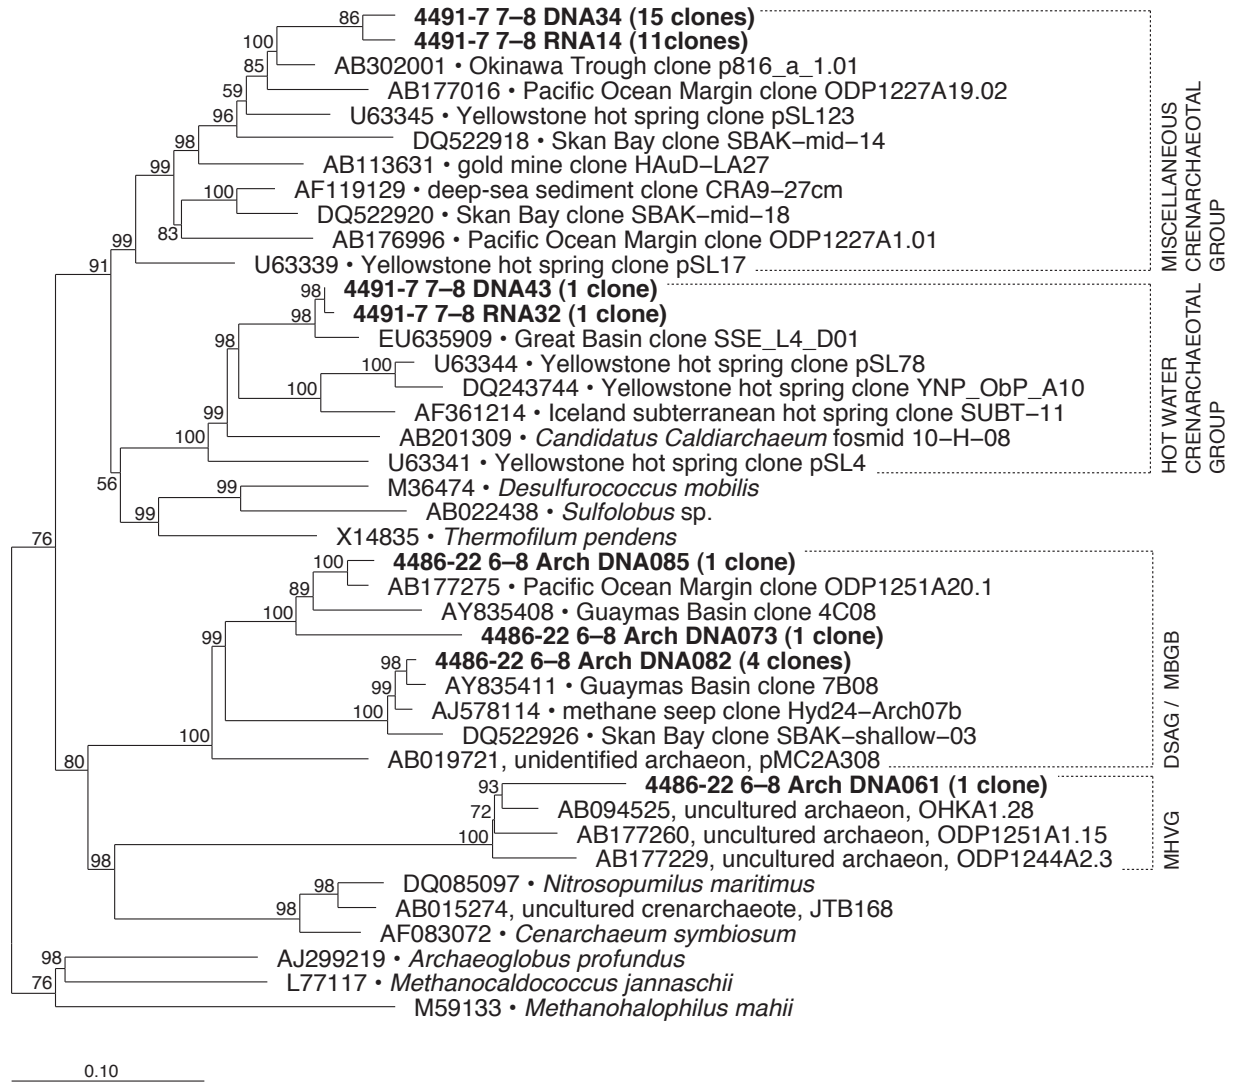 86
4491-7 7–8 DNA34 (15 clones)
100
4491-7 7–8 RNA14 (11clones)
85
AB302001 • Okinawa Trough clone p816_a_1.01
59
AB177016 • Pacific Ocean Margin clone ODP1227A19.02
96
U63345 • Yellowstone hot spring clone pSL123
98
DQ522918 • Skan Bay clone SBAK−mid−14
99
AB113631 • gold mine clone HAuD−LA27
100
AF119129 • deep-sea sediment clone CRA9−27cm
DQ522920 • Skan Bay clone SBAK−mid−18
83
99
AB176996 • Pacific Ocean Margin clone ODP1227A1.01
91
U63339 • Yellowstone hot spring clone pSL17
MISCELLANEOUS
CRENARCHAEOTAL
GROUP
98
4491-7 7–8 DNA43 (1 clone)
98
4491-7 7–8 RNA32 (1 clone)
98
EU635909 • Great Basin clone SSE_L4_D01
100
U63344 • Yellowstone hot spring clone pSL78
100
DQ243744 • Yellowstone hot spring clone YNP_ObP_A10
99
AF361214 • Iceland subterranean hot spring clone SUBT−11
100
AB201309 • Candidatus Caldiarchaeum fosmid 10−H−08
U63341 • Yellowstone hot spring clone pSL4
HOT WATER
CRENARCHAEOTAL
GROUP
56
99
M36474 • Desulfurococcus mobilis
99
AB022438 • Sulfolobus sp.
76
X14835 • Thermofilum pendens
100
4486-22 6–8 Arch DNA085 (1 clone)
89
AB177275 • Pacific Ocean Margin clone ODP1251A20.1
100
AY835408 • Guaymas Basin clone 4C08
99
4486-22 6–8 Arch DNA073 (1 clone)
98
4486-22 6–8 Arch DNA082 (4 clones)
99
AY835411 • Guaymas Basin clone 7B08
100
AJ578114 • methane seep clone Hyd24−Arch07b
100
DQ522926 • Skan Bay clone SBAK−shallow−03
80
AB019721, unidentified archaeon, pMC2A308
DSAG / MBGB
93
4486-22 6–8 Arch DNA061 (1 clone)
72
AB094525, uncultured archaeon, OHKA1.28
100
AB177260, uncultured archaeon, ODP1251A1.15
98
AB177229, uncultured archaeon, ODP1244A2.3
MHVG
98
DQ085097 • Nitrosopumilus maritimus
98
AB015274, uncultured crenarchaeote, JTB168
AF083072 • Cenarchaeum symbiosum
98
AJ299219 • Archaeoglobus profundus
76
L77117 • Methanocaldococcus jannaschii
M59133 • Methanohalophilus mahii
0.10